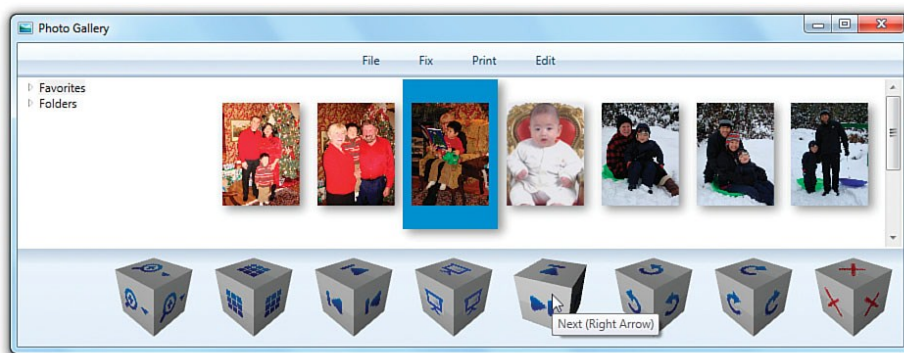 Photo Gallery
File Fix Print Edit
Favorites
Folders
Next (Right Arrow)